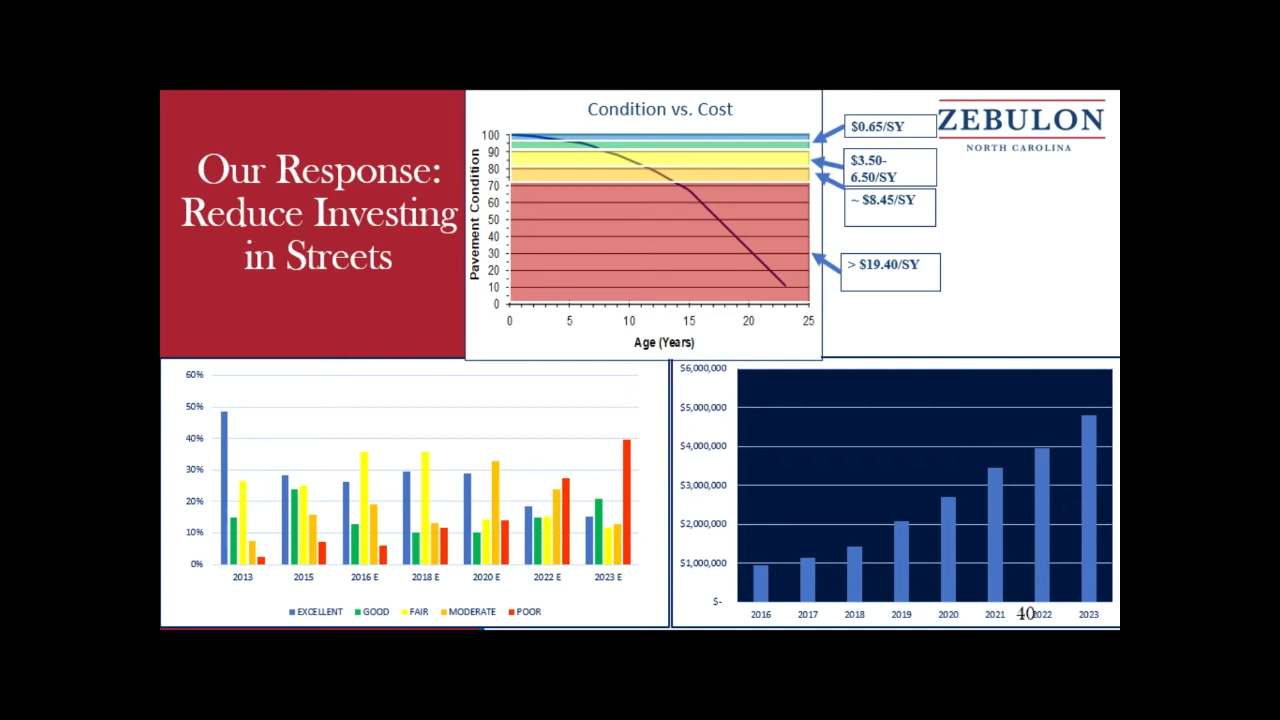 Our Response:
Reduce Investing
in Streets
Condition vs. Cost
Pavement Condition
100
90
80
70
60
50
40
30
20
10
0
0 5 10 15 20 25
Age (Years)
$0.65/SY
$3.50-
6.50/SY
~ $8.45/SY
> $19.40/SY
ZEBULON
NORTH CAROLINA
60%
50%
40%
30%
20%
10%
0%
2013 2015 2016 E 2018 E 2020 E 2022 E 2023 E
EXCELLENT GOOD FAIR MODERATE POOR
$6,000,000
$5,000,000
$4,000,000
$3,000,000
$2,000,000
$1,000,000
$-
2016 2017 2018 2019 2020 2021 2022 2023
40